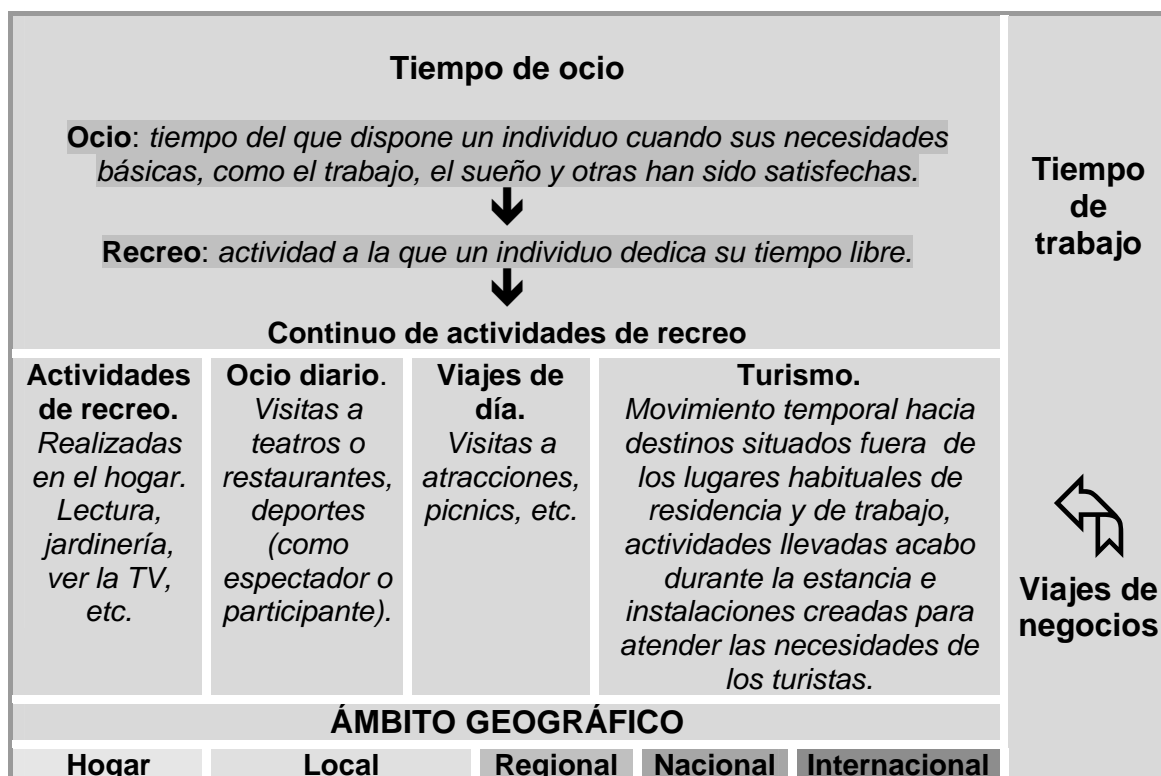 Tiempo de ocio
Ocio: tiempo del que dispone un individuo cuando sus necesidades
básicas, como el trabajo, el sueño y otras han sido satisfechas.
Recreo: actividad a la que un individuo dedica su tiempo libre.
Continuo de actividades de recreo
Actividades
de recreo.
Realizadas
en el hogar.
Lectura,
jardinería,
ver la TV,
etc.
Ocio diario.
Visitas a
teatros o
restaurantes,
deportes
(como
espectador o
participante).
Viajes de
día.
Visitas a
atracciones,
picnics, etc.
Turismo.
Movimiento temporal hacia
destinos situados fuera de
los lugares habituales de
residencia y de trabajo,
actividades llevadas acabo
durante la estancia e
instalaciones creadas para
atender las necesidades de
los turistas.
Tiempo
de
trabajo
Viajes de
negocios
ÁMBITO GEOGRÁFICO
Hogar
Local
Regional
Nacional
Internacional